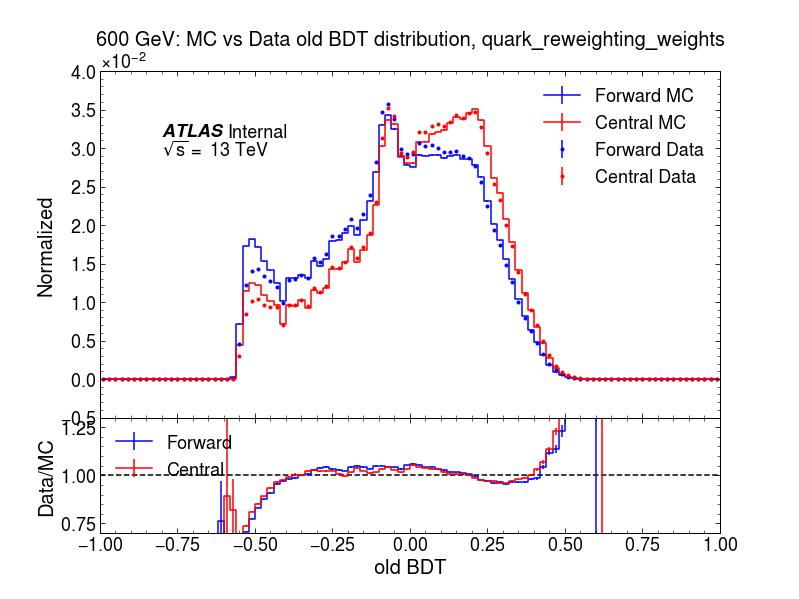 600 GeV: MC vs Data old BDT distribution, quark_reweighting_weights
×10⁻²
4.0
3.5
3.0
2.5
2.0
1.5
1.0
0.5
0.0
−0.5
Normalized
ATLAS Internal
√s = 13 TeV
Forward MC
Central MC
Forward Data
Central Data
1.25
1.00
0.75
Data/MC
Forward
Central
−1.00 −0.75 −0.50 −0.25 0.00 0.25 0.50 0.75 1.00
old BDT